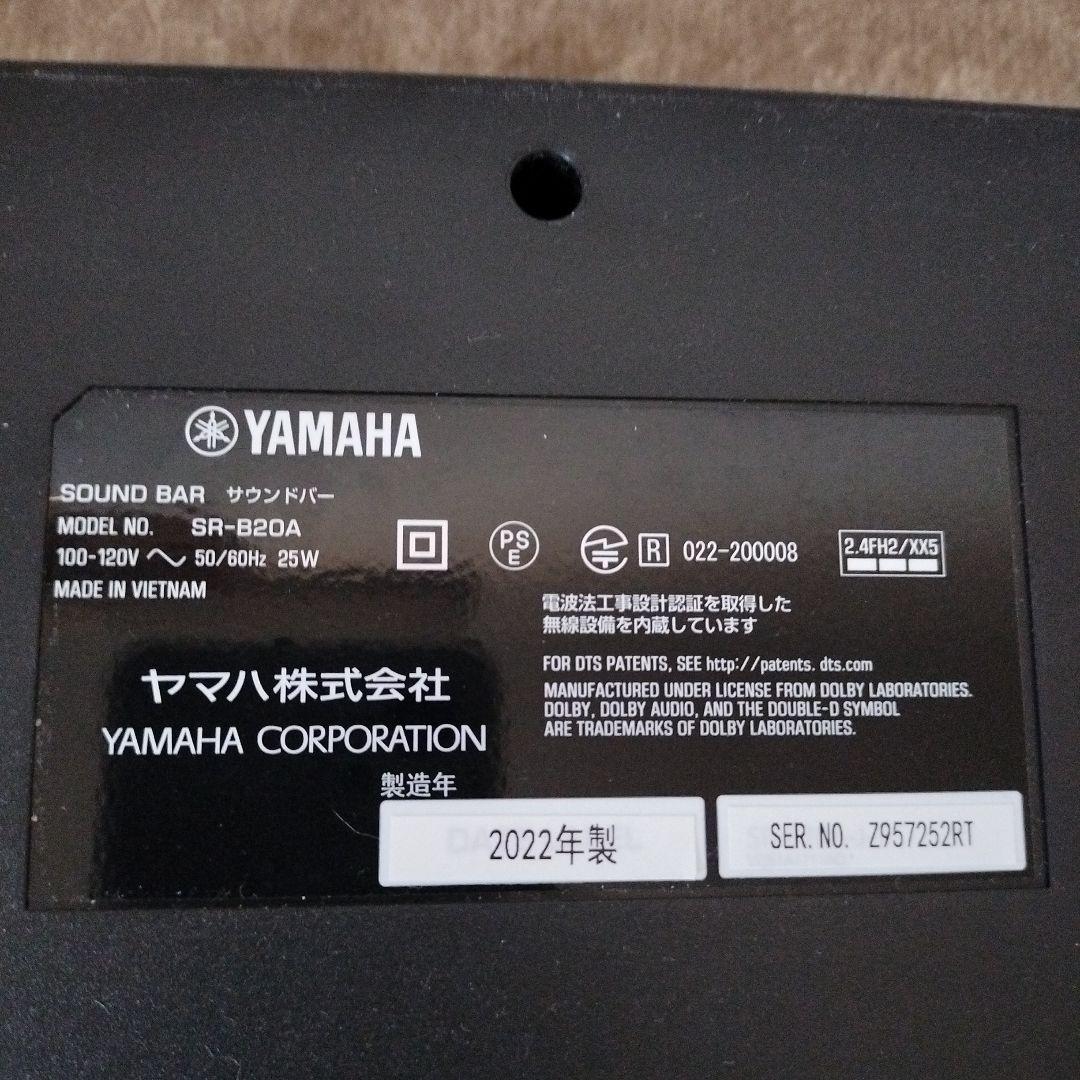 YAMAHA
SOUND BAR サウンドバー
MODEL NO. SR-B20A
100-120V ～ 50/60Hz 25W
MADE IN VIETNAM
PS
E
R 022-200008
2.4FH2/XX5
電波法工事設計認証を取得した
無線設備を内蔵しています
FOR DTS PATENTS, SEE http://patents.dts.com
MANUFACTURED UNDER LICENSE FROM DOLBY LABORATORIES.
DOLBY, DOLBY AUDIO, AND THE DOUBLE-D SYMBOL
ARE TRADEMARKS OF DOLBY LABORATORIES.
ヤマハ株式会社
YAMAHA CORPORATION
製造年
2022年製
SER. NO. Z957252RT